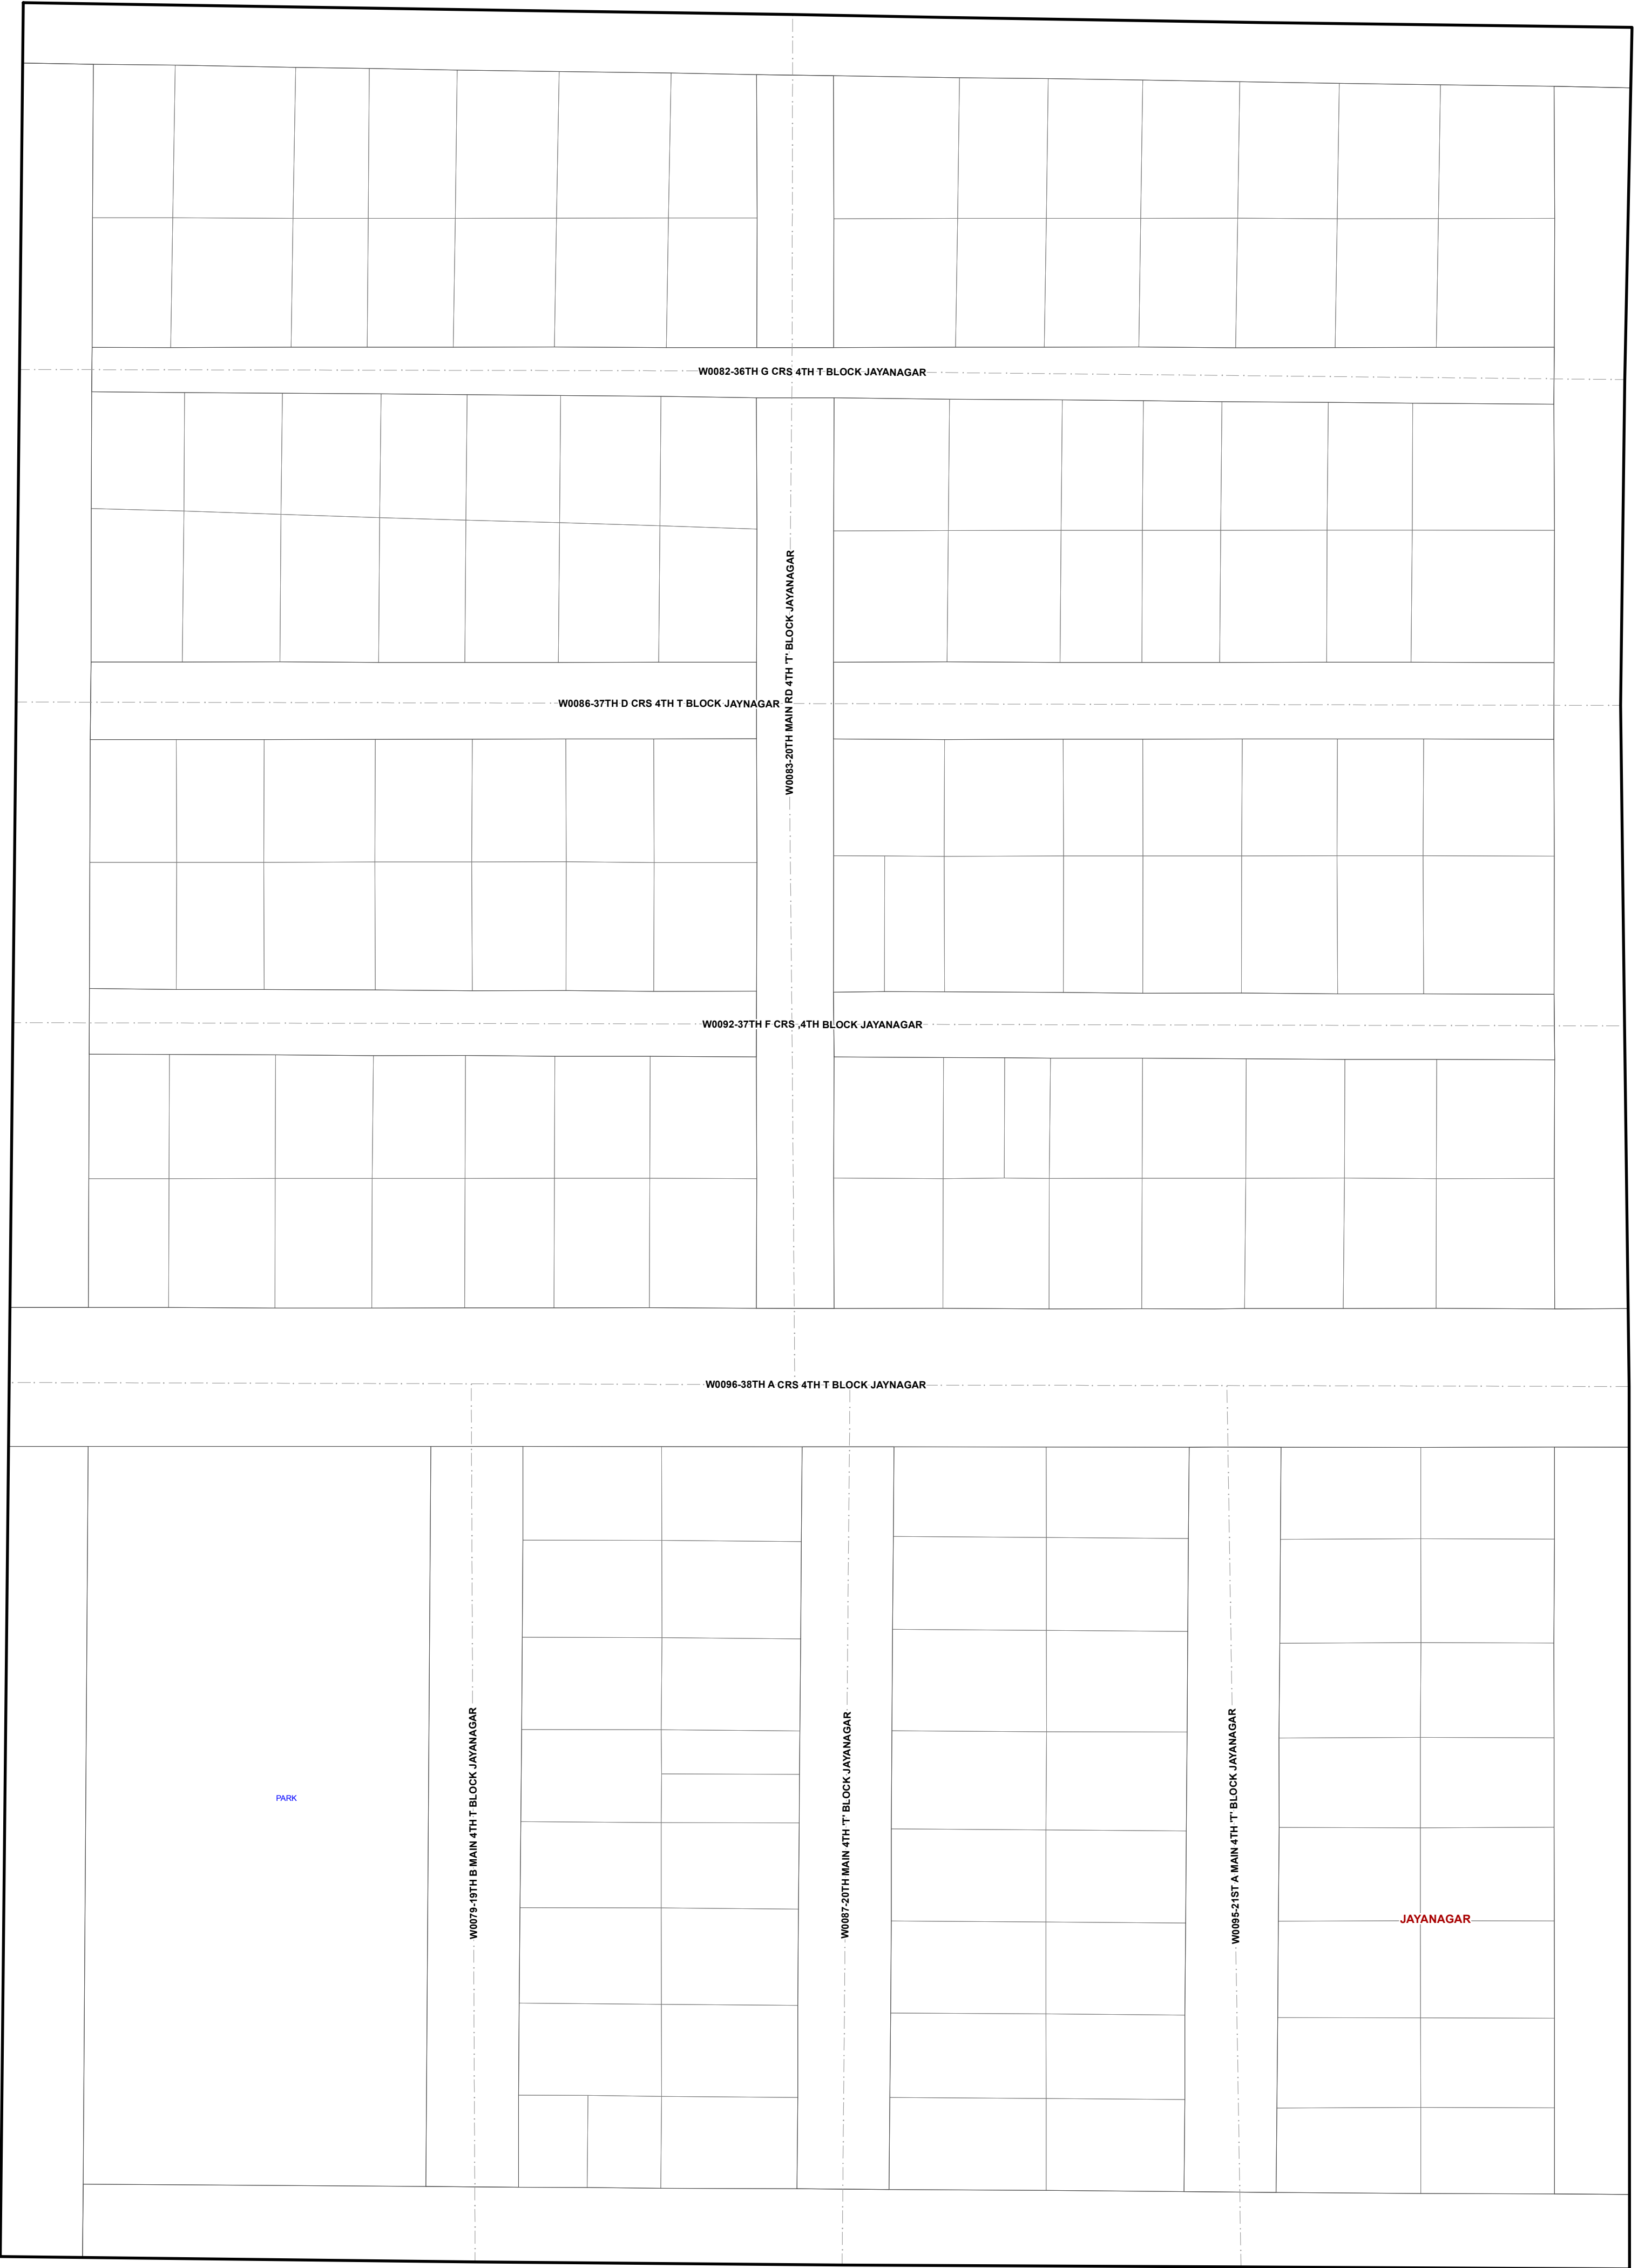 W0082-36TH G CRS 4TH T BLOCK JAYANAGAR
W0083-20TH MAIN RD 4TH 'T' BLOCK JAYANAGAR
W0086-37TH D CRS 4TH T BLOCK JAYNAGAR
W0092-37TH F CRS ,4TH BLOCK JAYANAGAR
W0096-38TH A CRS 4TH T BLOCK JAYNAGAR
PARK
W0079-19TH B MAIN 4TH T BLOCK JAYANAGAR
W0087-20TH MAIN 4TH 'T' BLOCK JAYANAGAR
W0095-21ST A MAIN 4TH 'T' BLOCK JAYANAGAR
JAYANAGAR